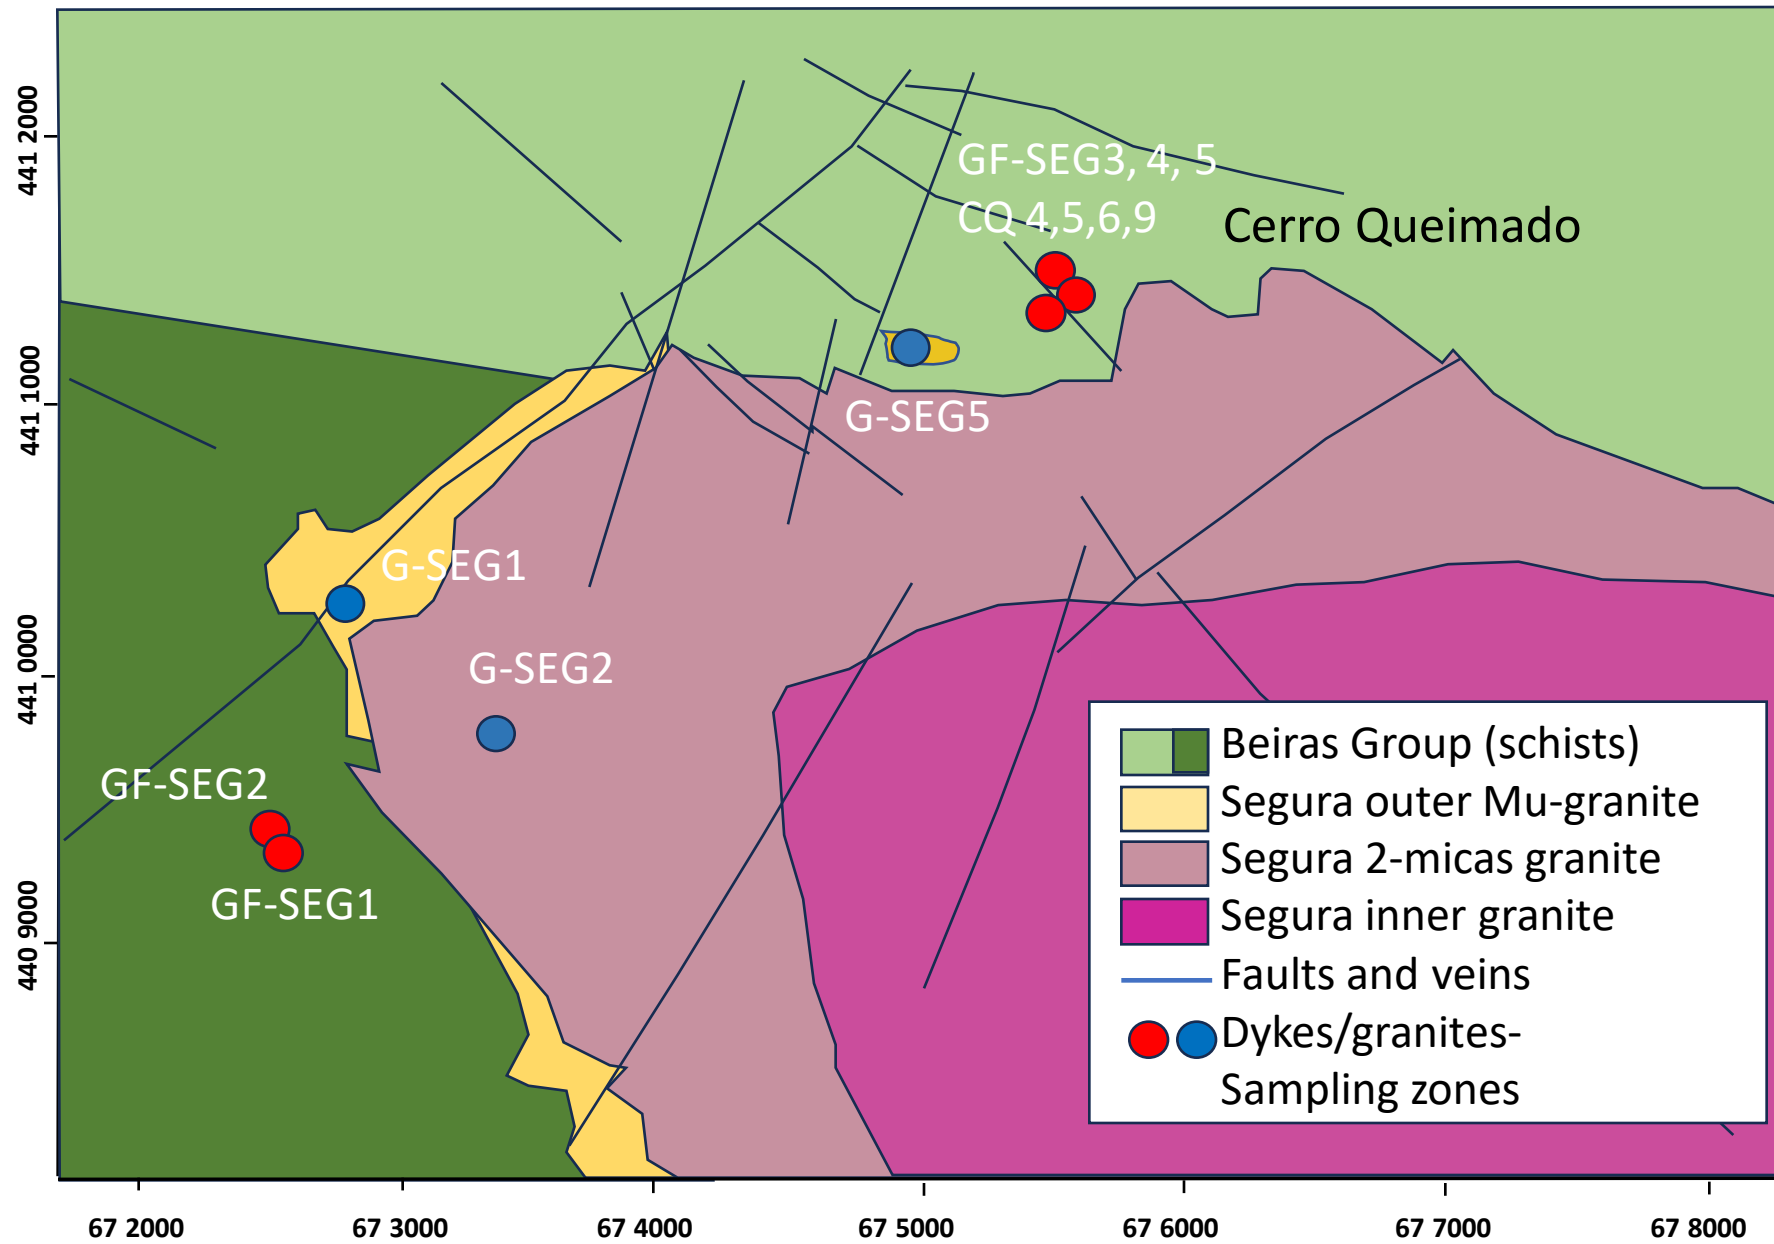 441 2000
441 1000
441 0000
440 9000
GF-SEG3, 4, 5
CQ 4,5,6,9
Cerro Queimado
G-SEG5
G-SEG1
G-SEG2
GF-SEG2
GF-SEG1
Beiras Group (schists)
Segura outer Mu-granite
Segura 2-micas granite
Segura inner granite
Faults and veins
Dykes/granites-
Sampling zones
67 2000
67 3000
67 4000
67 5000
67 6000
67 7000
67 8000